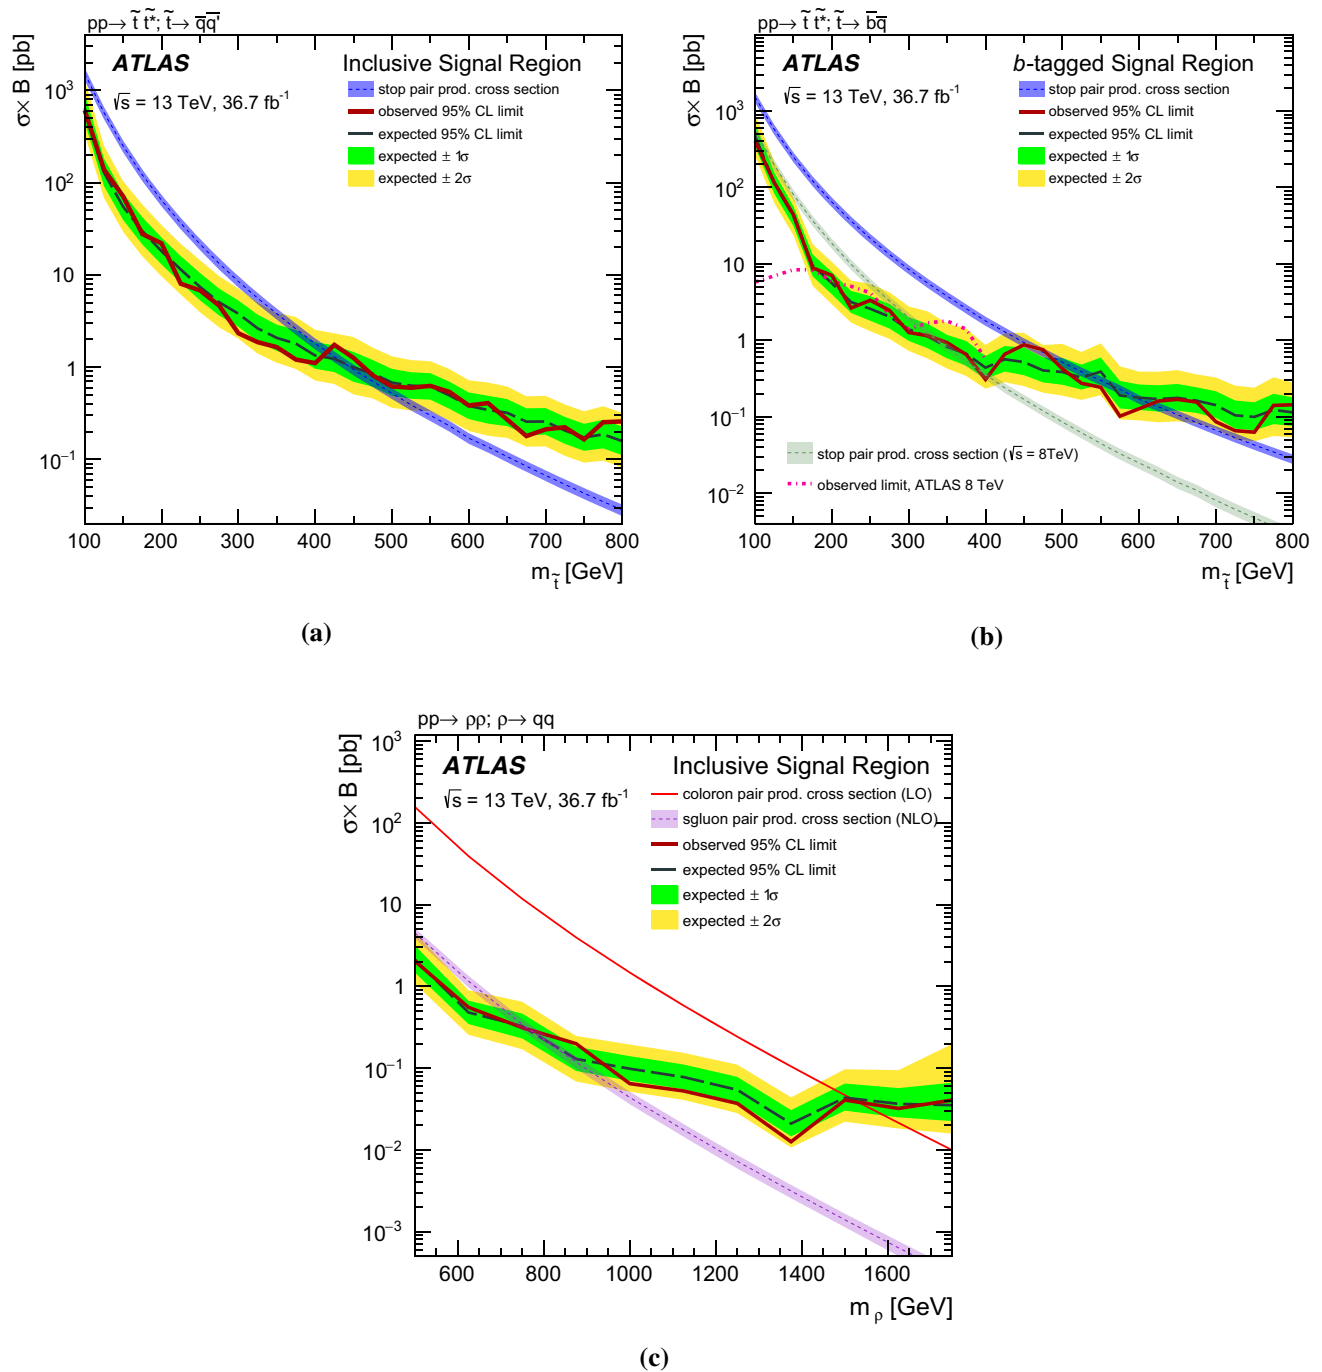 pp→ t̃ t̃*; t̃→ q̅q̅'
σ× B [pb]
ATLAS
√s = 13 TeV, 36.7 fb⁻¹
Inclusive Signal Region
stop pair prod. cross section
observed 95% CL limit
expected 95% CL limit
expected ± 1σ
expected ± 2σ
10³
10²
10
1
10⁻¹
100 200 300 400 500 600 700 800
m_t̃ [GeV]
(a)
pp→ t̃ t̃*; t̃→ b̅q̅
σ× B [pb]
ATLAS
√s = 13 TeV, 36.7 fb⁻¹
b-tagged Signal Region
stop pair prod. cross section
observed 95% CL limit
expected 95% CL limit
expected ± 1σ
expected ± 2σ
10⁴
10³
10²
10
1
10⁻¹
10⁻²
stop pair prod. cross section (√s = 8TeV)
observed limit, ATLAS 8 TeV
100 200 300 400 500 600 700 800
m_t̃ [GeV]
(b)
pp→ ρρ; ρ→ qq
σ× B [pb]
ATLAS
√s = 13 TeV, 36.7 fb⁻¹
Inclusive Signal Region
coloron pair prod. cross section (LO)
sgluon pair prod. cross section (NLO)
observed 95% CL limit
expected 95% CL limit
expected ± 1σ
expected ± 2σ
10³
10²
10
1
10⁻¹
10⁻²
10⁻³
600 800 1000 1200 1400 1600
m_ρ [GeV]
(c)